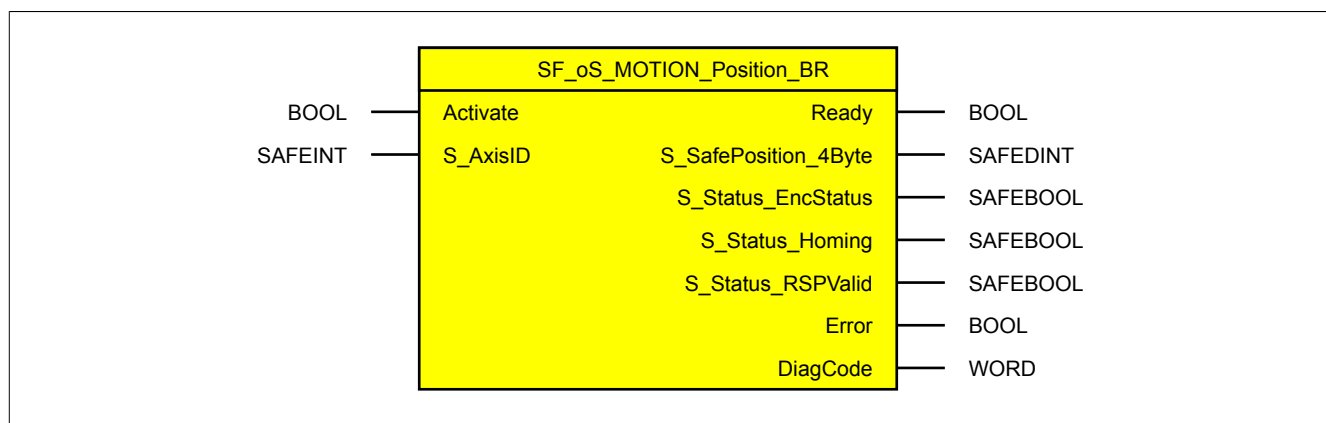 SF_oS_MOTION_Position_BR
BOOL Activate Ready BOOL
SAFEINT S_AxisID S_SafePosition_4Byte SAFEDINT
S_Status_EncStatus SAFEBOOL
S_Status_Homing SAFEBOOL
S_Status_RSPValid SAFEBOOL
Error BOOL
DiagCode WORD